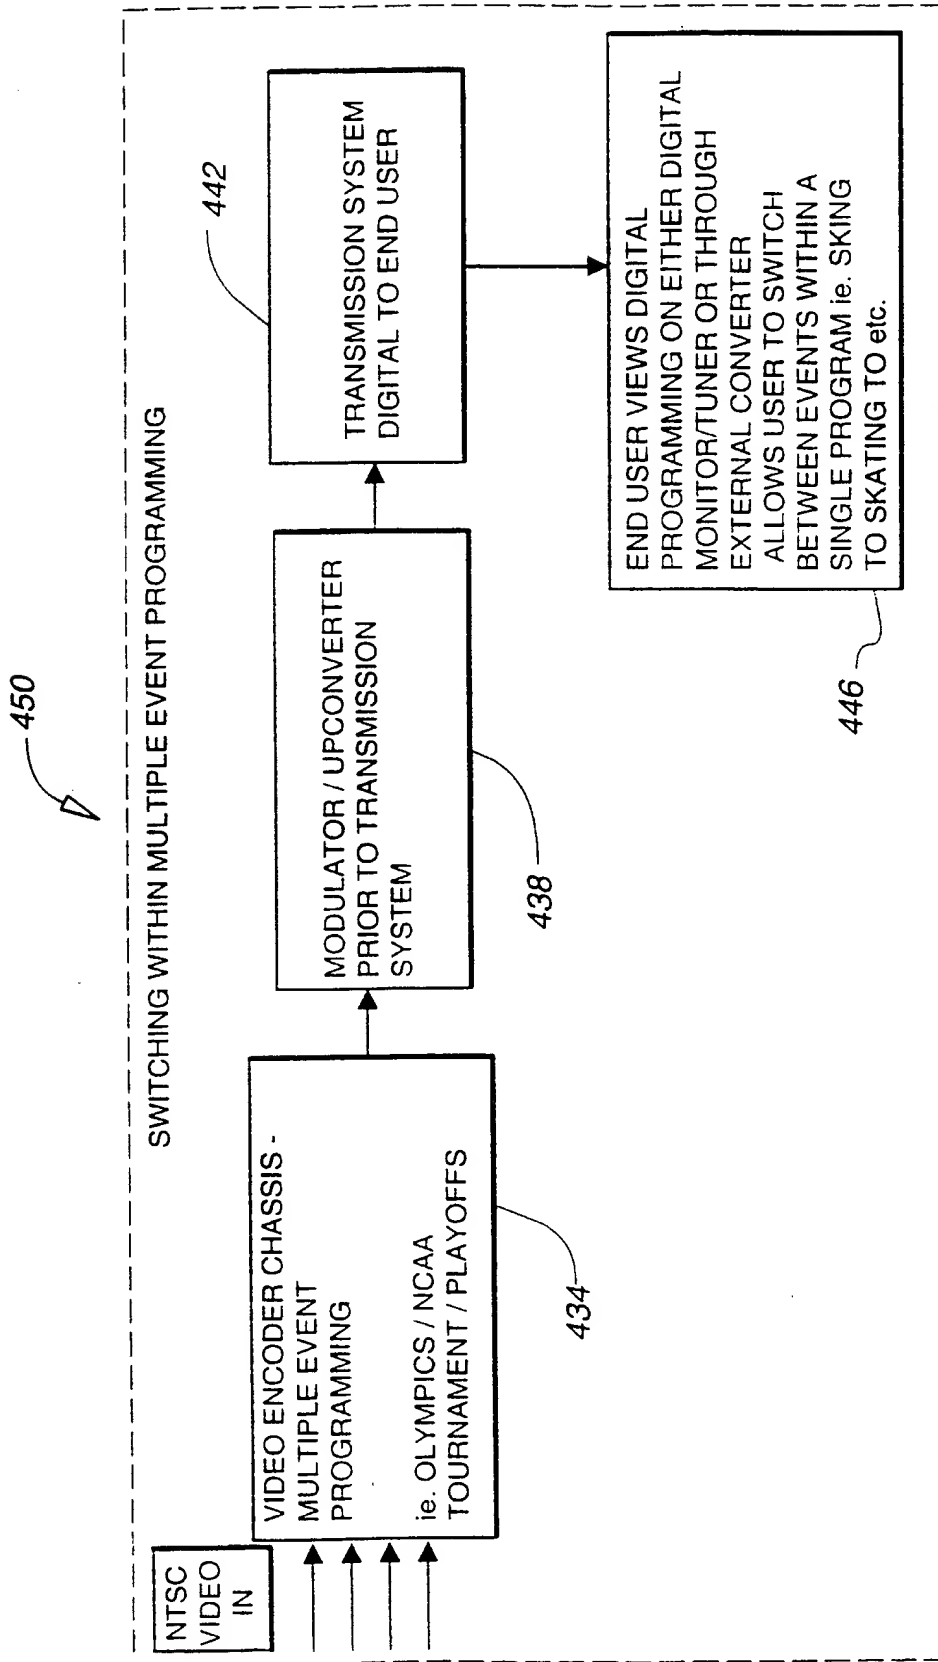 450
SWITCHING WITHIN MULTIPLE EVENT PROGRAMMING
NTSC
VIDEO
IN
VIDEO ENCODER CHASSIS -
MULTIPLE EVENT
PROGRAMMING
ie. OLYMPICS / NCAA
TOURNAMENT / PLAYOFFS
434
MODULATOR / UPCONVERTER
PRIOR TO TRANSMISSION
SYSTEM
438
TRANSMISSION SYSTEM
DIGITAL TO END USER
442
END USER VIEWS DIGITAL
PROGRAMMING ON EITHER DIGITAL
MONITOR/TUNER OR THROUGH
EXTERNAL CONVERTER
ALLOWS USER TO SWITCH
BETWEEN EVENTS WITHIN A
SINGLE PROGRAM ie. SKING
TO SKATING TO etc.
446